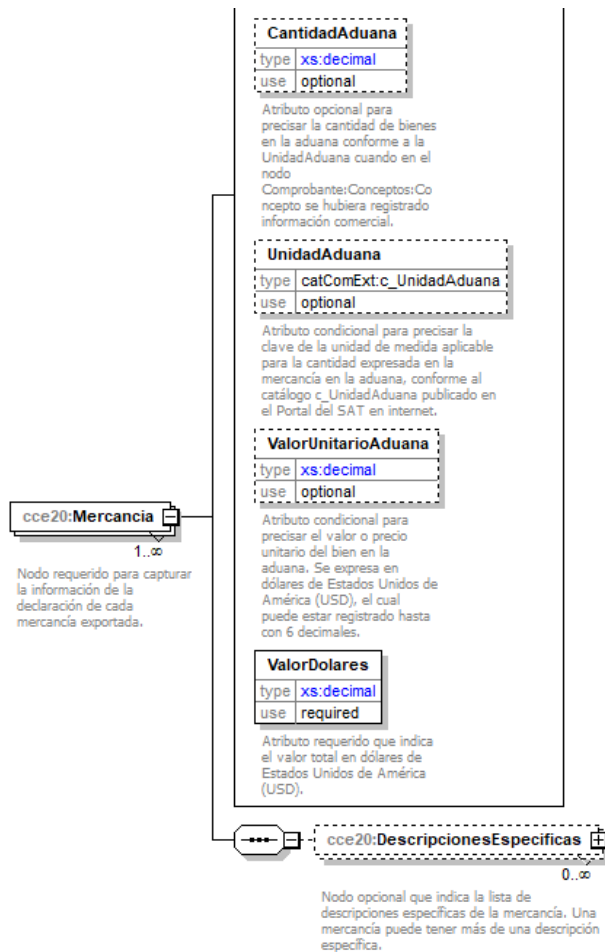 CantidadAduana
type xs:decimal
use optional
Atributo opcional para
precisar la cantidad de bienes
en la aduana conforme a la
UnidadAduana cuando en el
nodo
Comprobante:Conceptos:Co
ncepto se hubiera registrado
información comercial.
UnidadAduana
type catComExt:c_UnidadAduana
use optional
Atributo condicional para precisar la
clave de la unidad de medida aplicable
para la cantidad expresada en la
mercancía en la aduana, conforme al
catálogo c_UnidadAduana publicado en
el Portal del SAT en internet.
ValorUnitarioAduana
type xs:decimal
use optional
Atributo condicional para
precisar el valor o precio
unitario del bien en la
aduana. Se expresa en
dólares de Estados Unidos de
América (USD), el cual
puede estar registrado hasta
con 6 decimales.
cce20:Mercancia
1..∞
Nodo requerido para capturar
la información de la
declaración de cada
mercancía exportada.
ValorDolares
type xs:decimal
use required
Atributo requerido que indica
el valor total en dólares de
Estados Unidos de América
(USD).
cce20:DescripcionesEspecificas
0..∞
Nodo opcional que indica la lista de
descripciones específicas de la mercancía. Una
mercancía puede tener más de una descripción
específica.